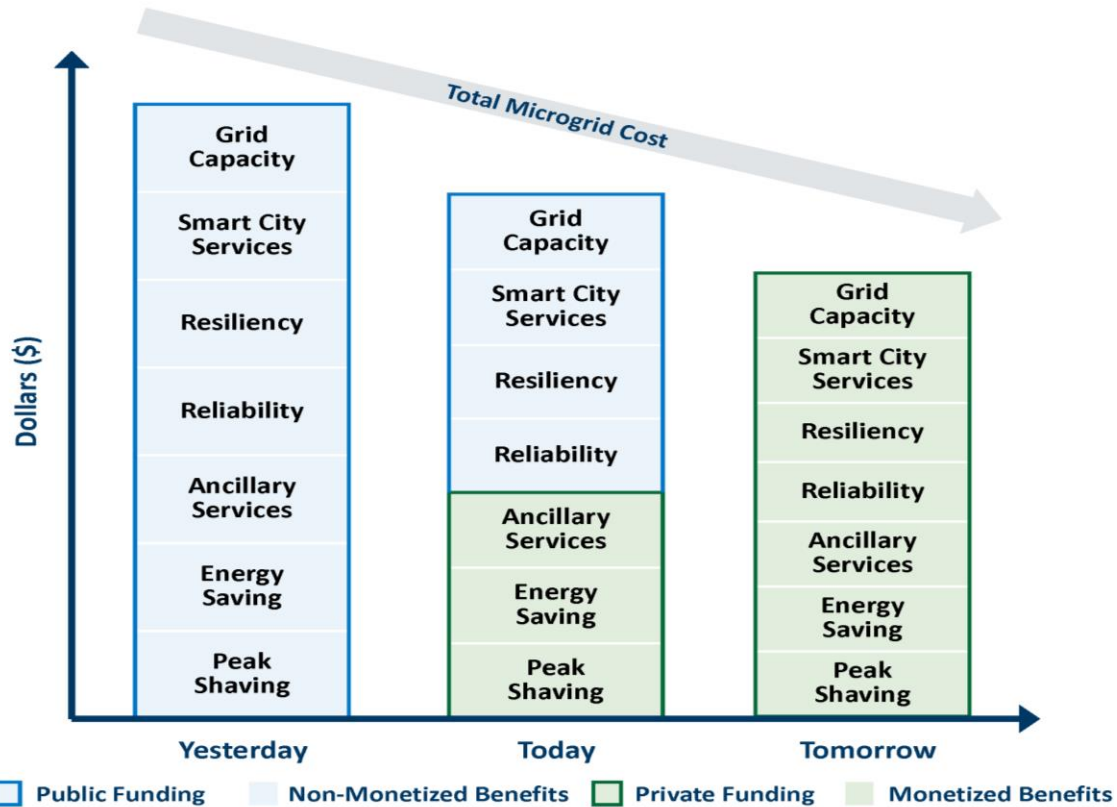 Total Microgrid Cost
Dollars ($)
Grid
Capacity
Smart City
Services
Resiliency
Reliability
Ancillary
Services
Energy
Saving
Peak
Shaving
Grid
Capacity
Smart City
Services
Resiliency
Reliability
Ancillary
Services
Energy
Saving
Peak
Shaving
Grid
Capacity
Smart City
Services
Resiliency
Reliability
Ancillary
Services
Energy
Saving
Peak
Shaving
Yesterday
Today
Tomorrow
Public Funding
Non-Monetized Benefits
Private Funding
Monetized Benefits